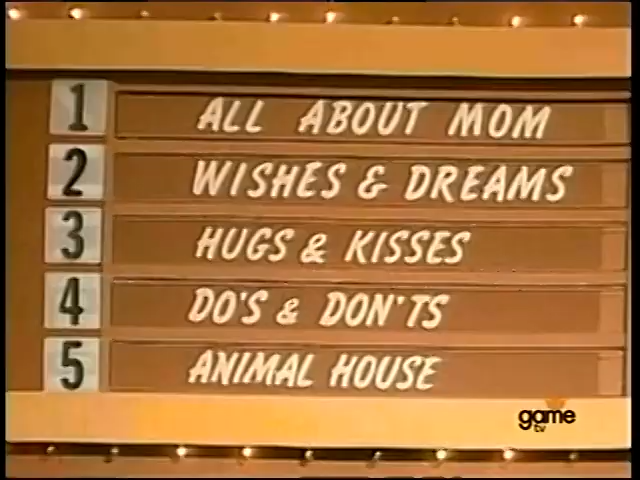 1 ALL ABOUT MOM
2 WISHES & DREAMS
3 HUGS & KISSES
4 DO'S & DON'TS
5 ANIMAL HOUSE
game
tv